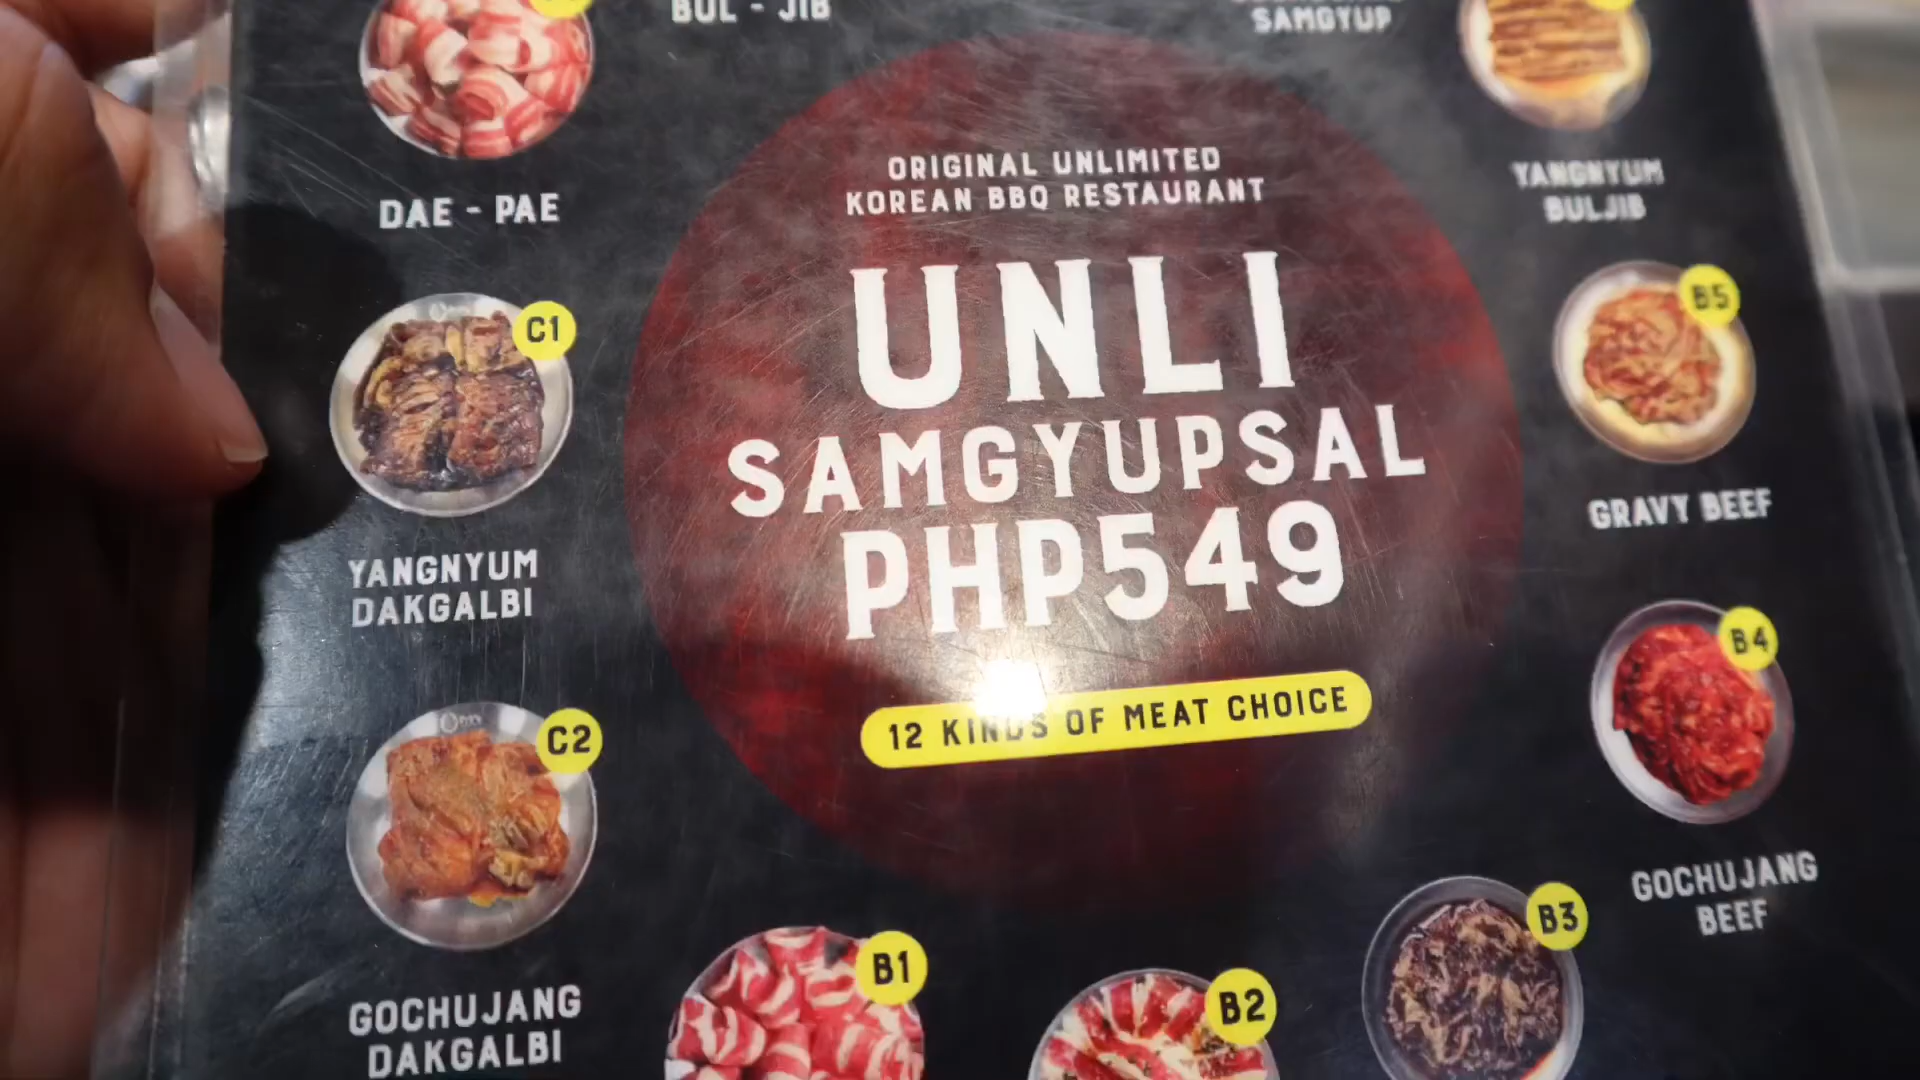 BUL - JIB
SAMGYUP
DAE - PAE
ORIGINAL UNLIMITED
KOREAN BBQ RESTAURANT
YANGNYUM
BULJIB
UNLI
SAMGYUPSAL
PHP549
12 KINDS OF MEAT CHOICE
C1
YANGNYUM
DAKGALBI
B5
GRAVY BEEF
C2
GOCHUJANG
DAKGALBI
B4
GOCHUJANG
BEEF
B1
B2
B3